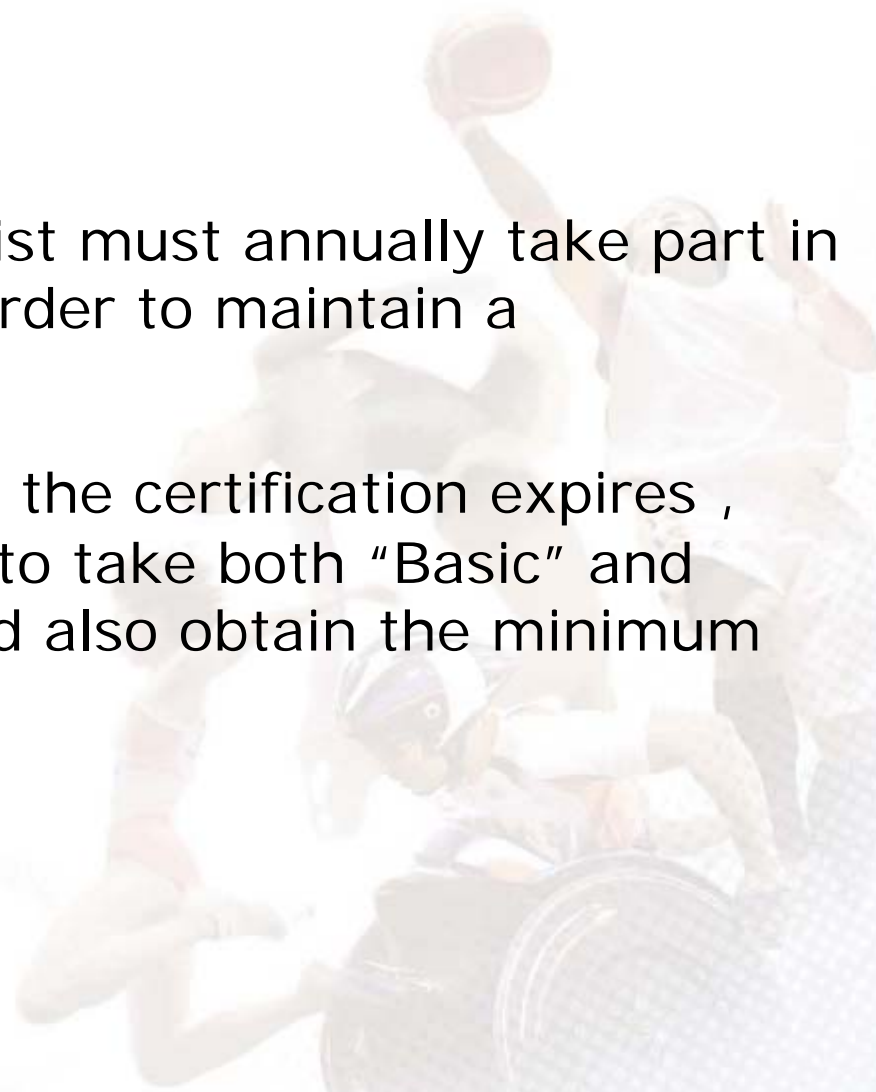 ist must annually take part in
rder to maintain a
the certification expires ,
to take both “Basic” and
d also obtain the minimum